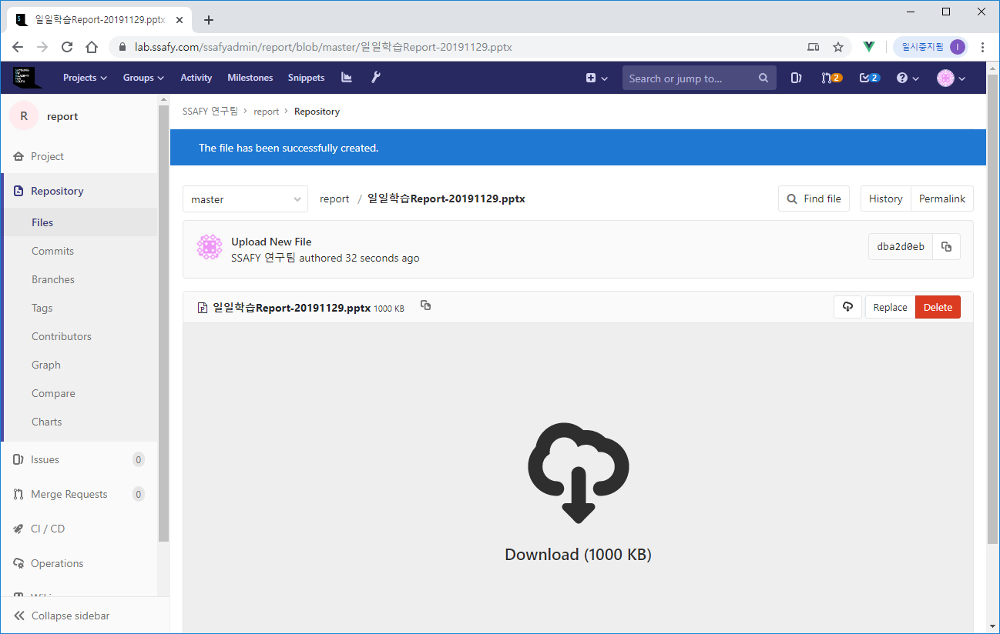 일일학습Report-20191129.pptx
lab.ssafy.com/ssafyadmin/report/blob/master/일일학습Report-20191129.pptx
일시중지됨
I
SAMSUNG
SW
ACADEMY
FOR
YOUTH
Projects
Groups
Activity
Milestones
Snippets
Search or jump to...
2
2
R
report
SSAFY 연구팀 › report › Repository
The file has been successfully created.
Project
Repository
Files
Commits
Branches
Tags
Contributors
Graph
Compare
Charts
Issues 0
Merge Requests 0
CI / CD
Operations
Wiki
Collapse sidebar
master
report / 일일학습Report-20191129.pptx
Find file
History
Permalink
Upload New File
SSAFY 연구팀 authored 32 seconds ago
dba2d0eb
일일학습Report-20191129.pptx 1000 KB
Replace
Delete
Download (1000 KB)